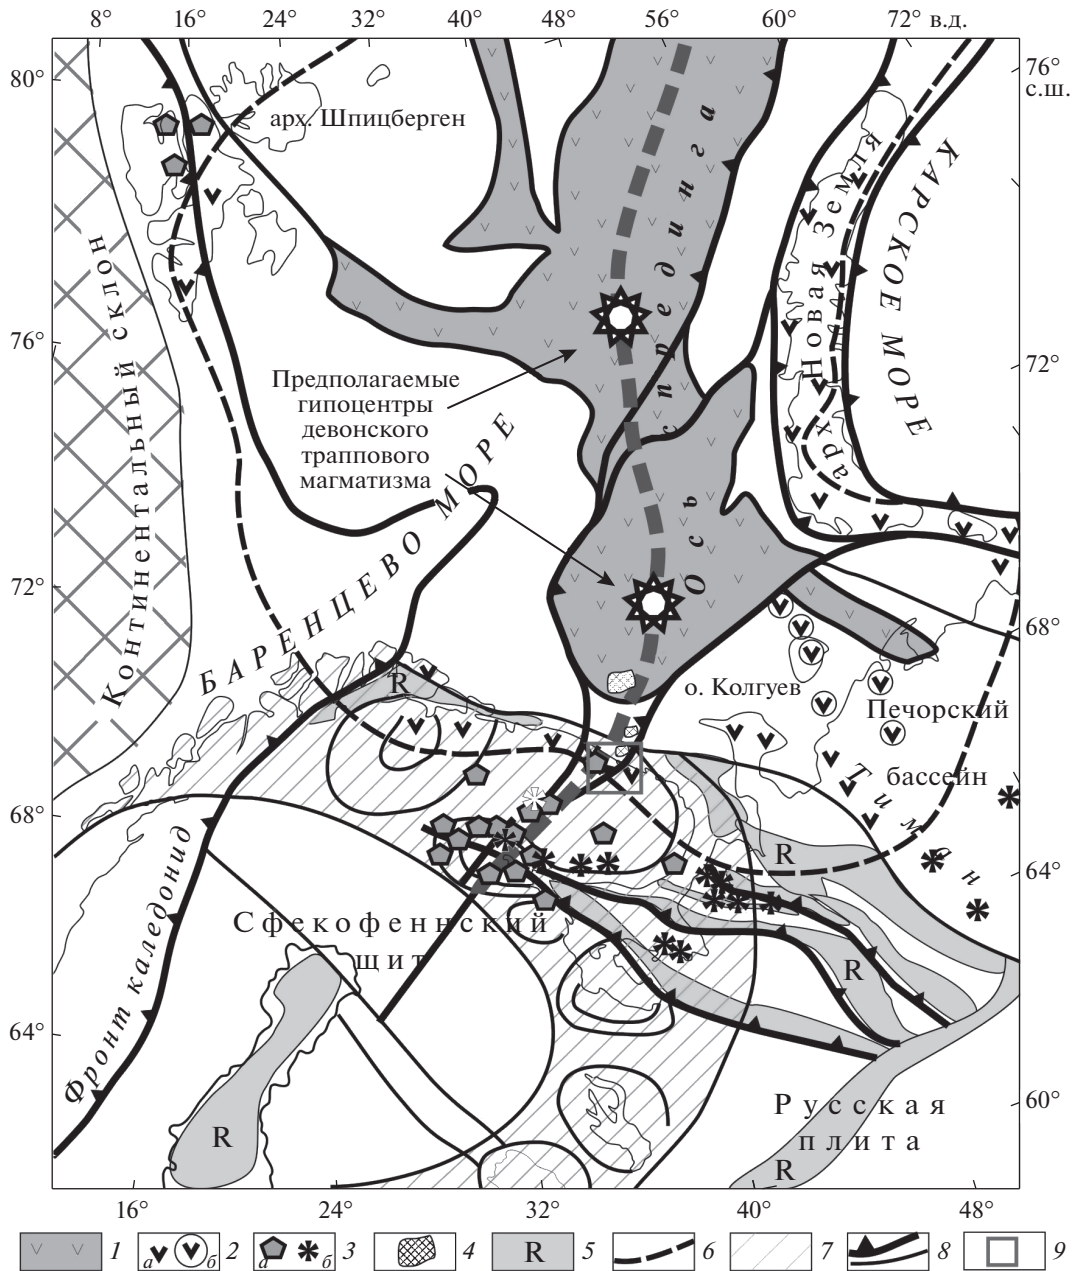 8° 16° 24° 32° 40° 48° 56° 60° 72° в.д.
80°
76°
с.ш.
арх. Шпицберген
КАРСКОЕ МОРЕ
арх. Новая Земля
Ось спрединга
Континентальный склон
76°
72°
Предполагаемые
гипоцентры
девонского
траппового
магматизма
БАРЕНЦЕВО МОРЕ
72°
68°
R
о. Колгуев
Печорский
бассейн
Тиман
68°
64°
R
Фронт каледонид
Сфекофеннский
щит
R
64°
60°
Русская
плита
R
R
16° 24° 32° 40° 48°
1 а б 2 а б 3 4 R 5 6 7 8 9